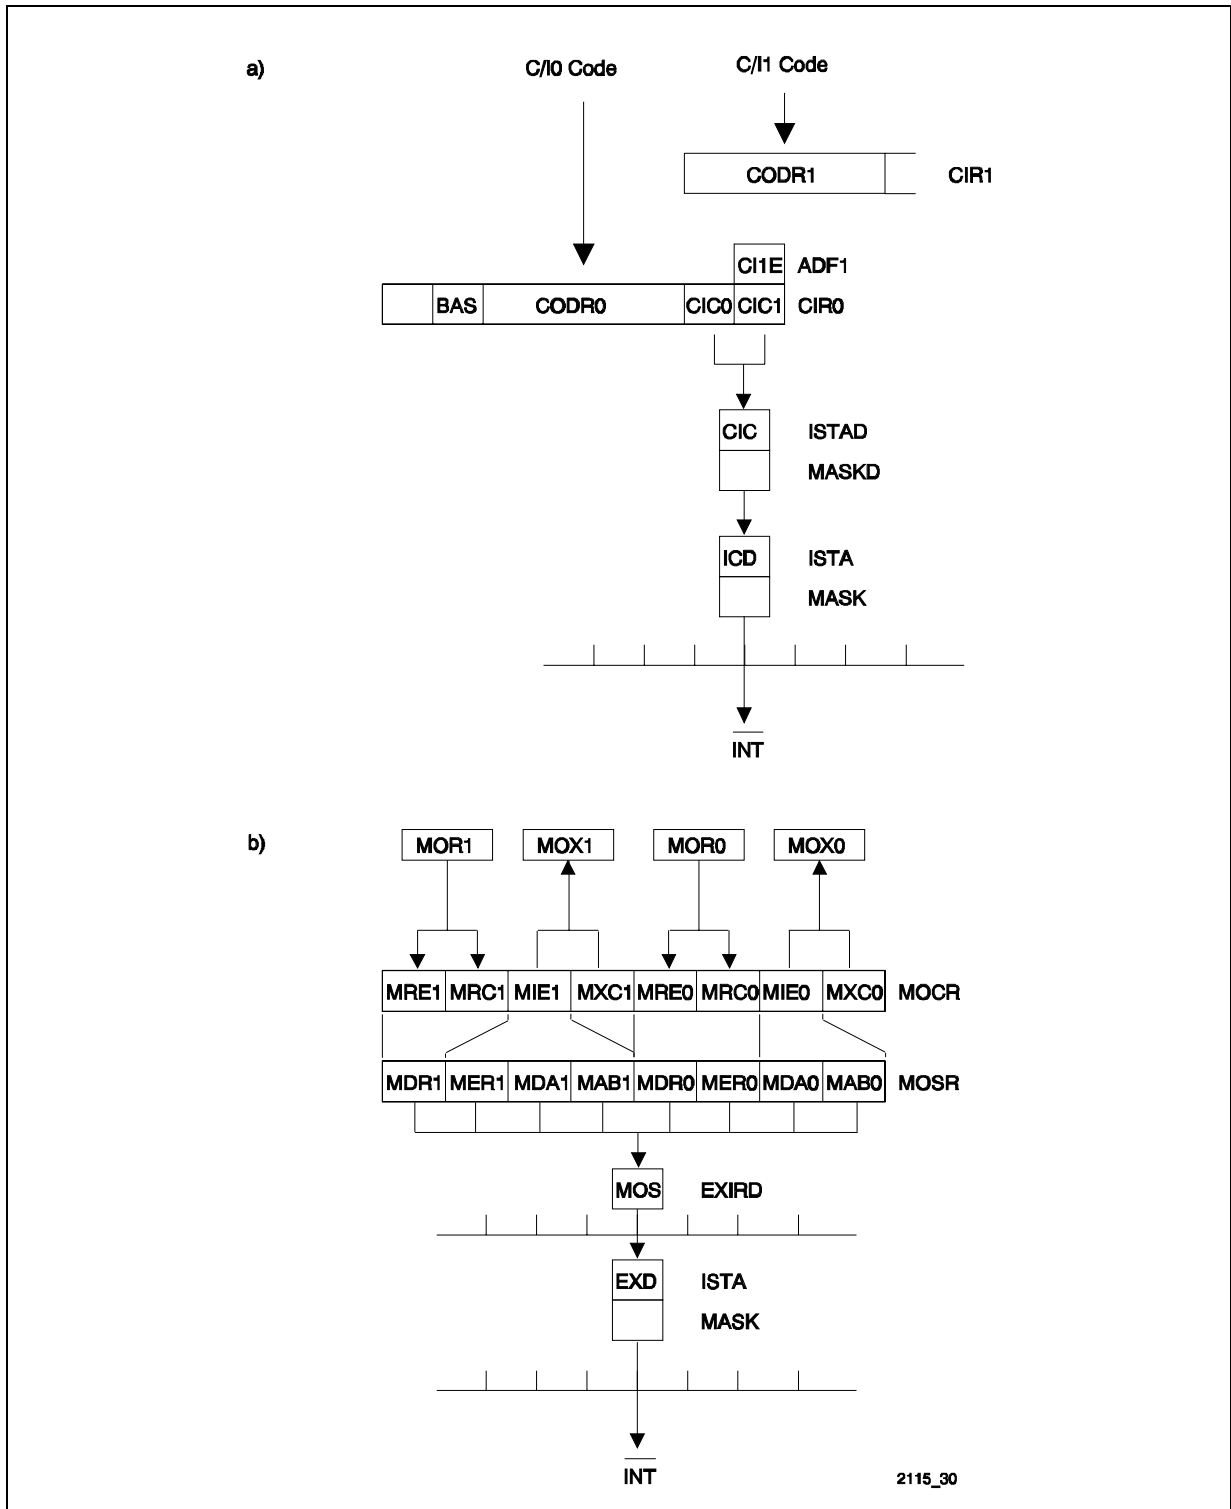 a)
C/I0 Code
C/I1 Code
CODR1 CIR1
CI1E ADF1
BAS CODR0 CIC0 CIC1 CIR0
CIC ISTAD
MASKD
ICD ISTA
MASK
INT
b)
MOR1 MOX1 MOR0 MOX0
MRE1 MRC1 MIE1 MXC1 MRE0 MRC0 MIE0 MXC0 MOCR
MDR1 MER1 MDA1 MAB1 MDR0 MER0 MDA0 MAB0 MOSR
MOS EXIRD
EXD ISTA
MASK
INT
2115_30